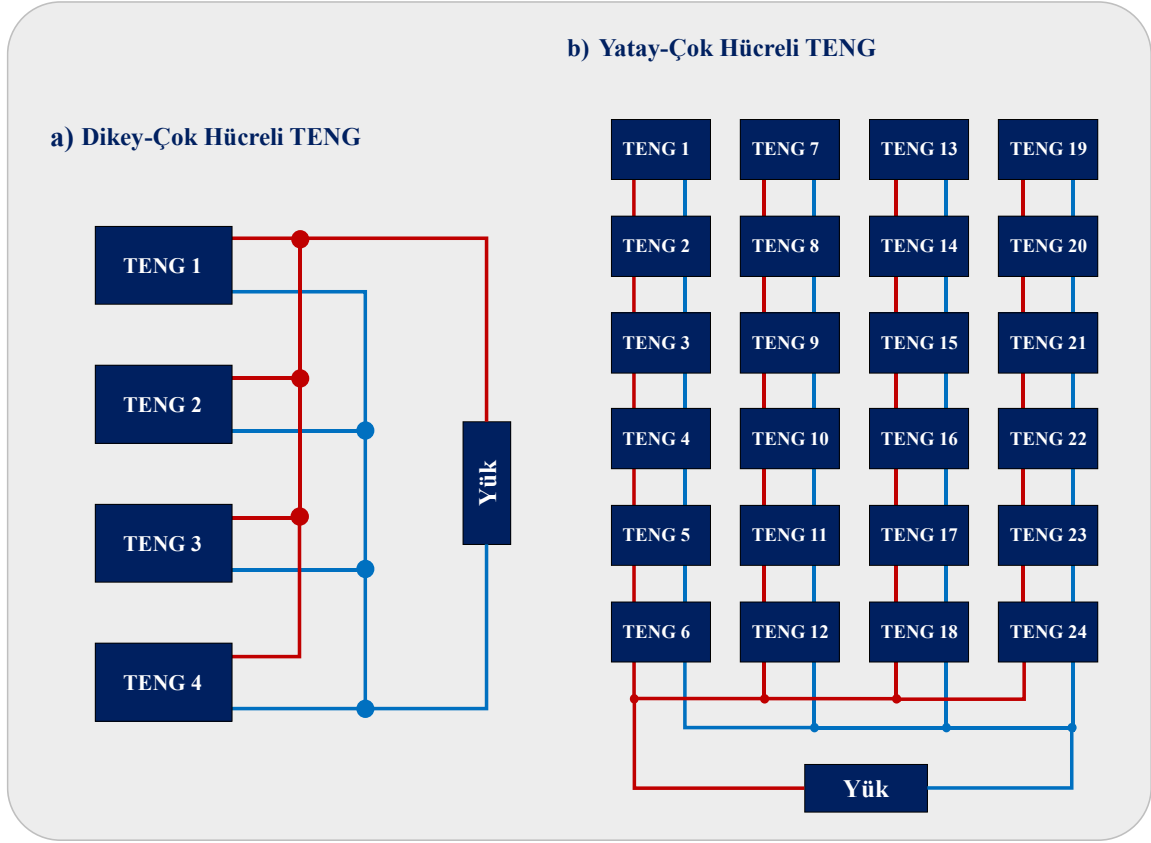 a) Dikey-Çok Hücreli TENG
TENG 1
TENG 2
TENG 3
TENG 4
Yük
b) Yatay-Çok Hücreli TENG
TENG 1 TENG 7 TENG 13 TENG 19
TENG 2 TENG 8 TENG 14 TENG 20
TENG 3 TENG 9 TENG 15 TENG 21
TENG 4 TENG 10 TENG 16 TENG 22
TENG 5 TENG 11 TENG 17 TENG 23
TENG 6 TENG 12 TENG 18 TENG 24
Yük